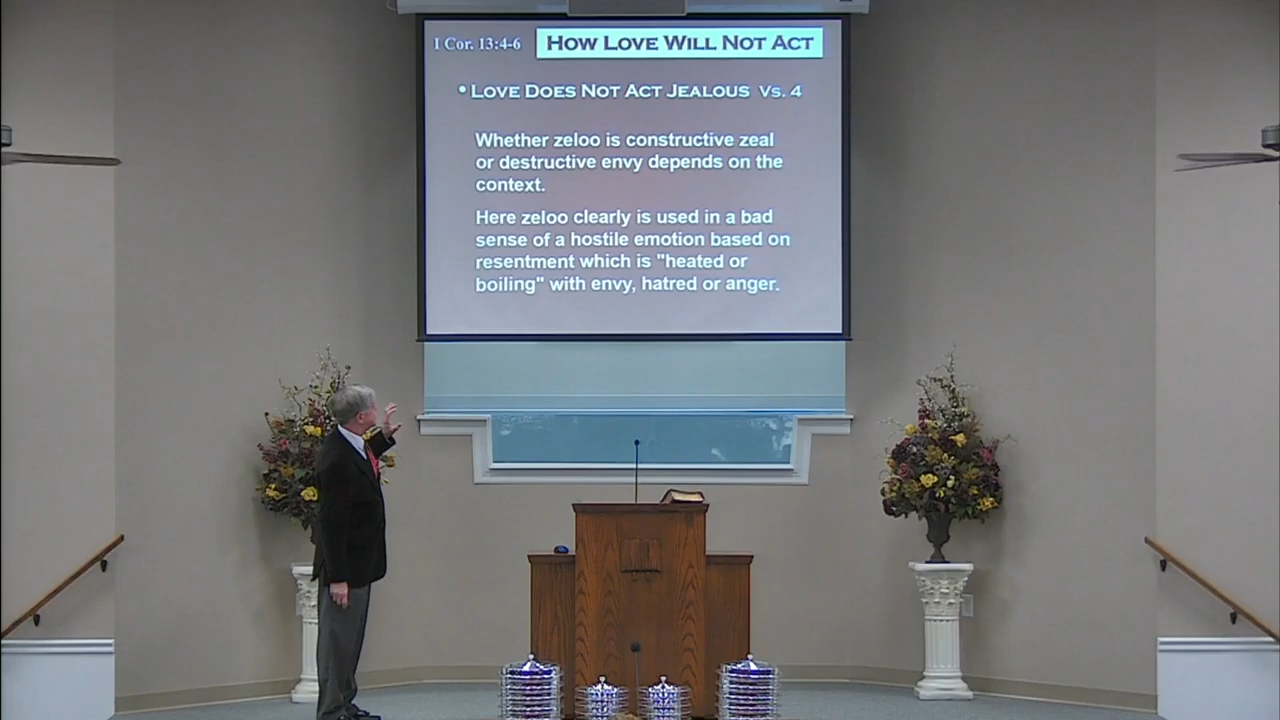 I Cor. 13:4-6
How Love Will Not Act
• Love Does Not Act Jealous Vs. 4
Whether zeloo is constructive zeal
or destructive envy depends on the
context.
Here zeloo clearly is used in a bad
sense of a hostile emotion based on
resentment which is "heated or
boiling" with envy, hatred or anger.